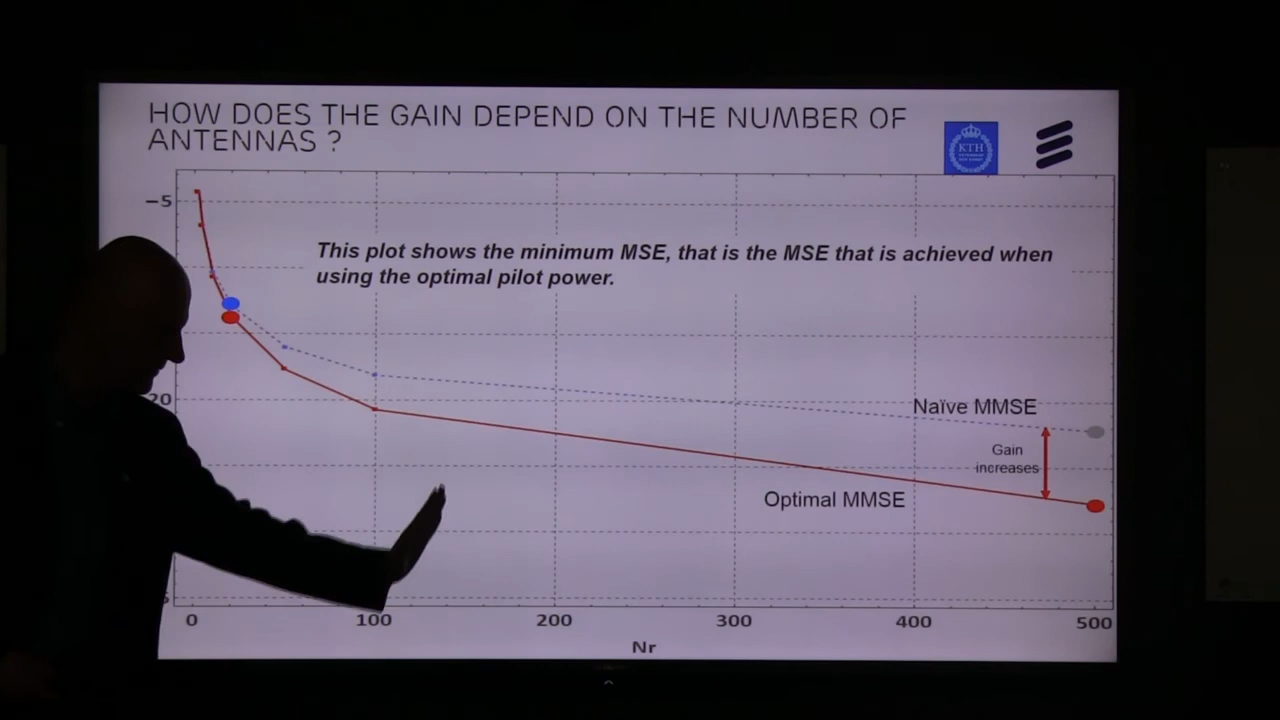 HOW DOES THE GAIN DEPEND ON THE NUMBER OF
ANTENNAS ?
KTH
−5
This plot shows the minimum MSE, that is the MSE that is achieved when
using the optimal pilot power.
20
Naïve MMSE
Gain
increases
Optimal MMSE
0 100 200 300 400 500
Nr